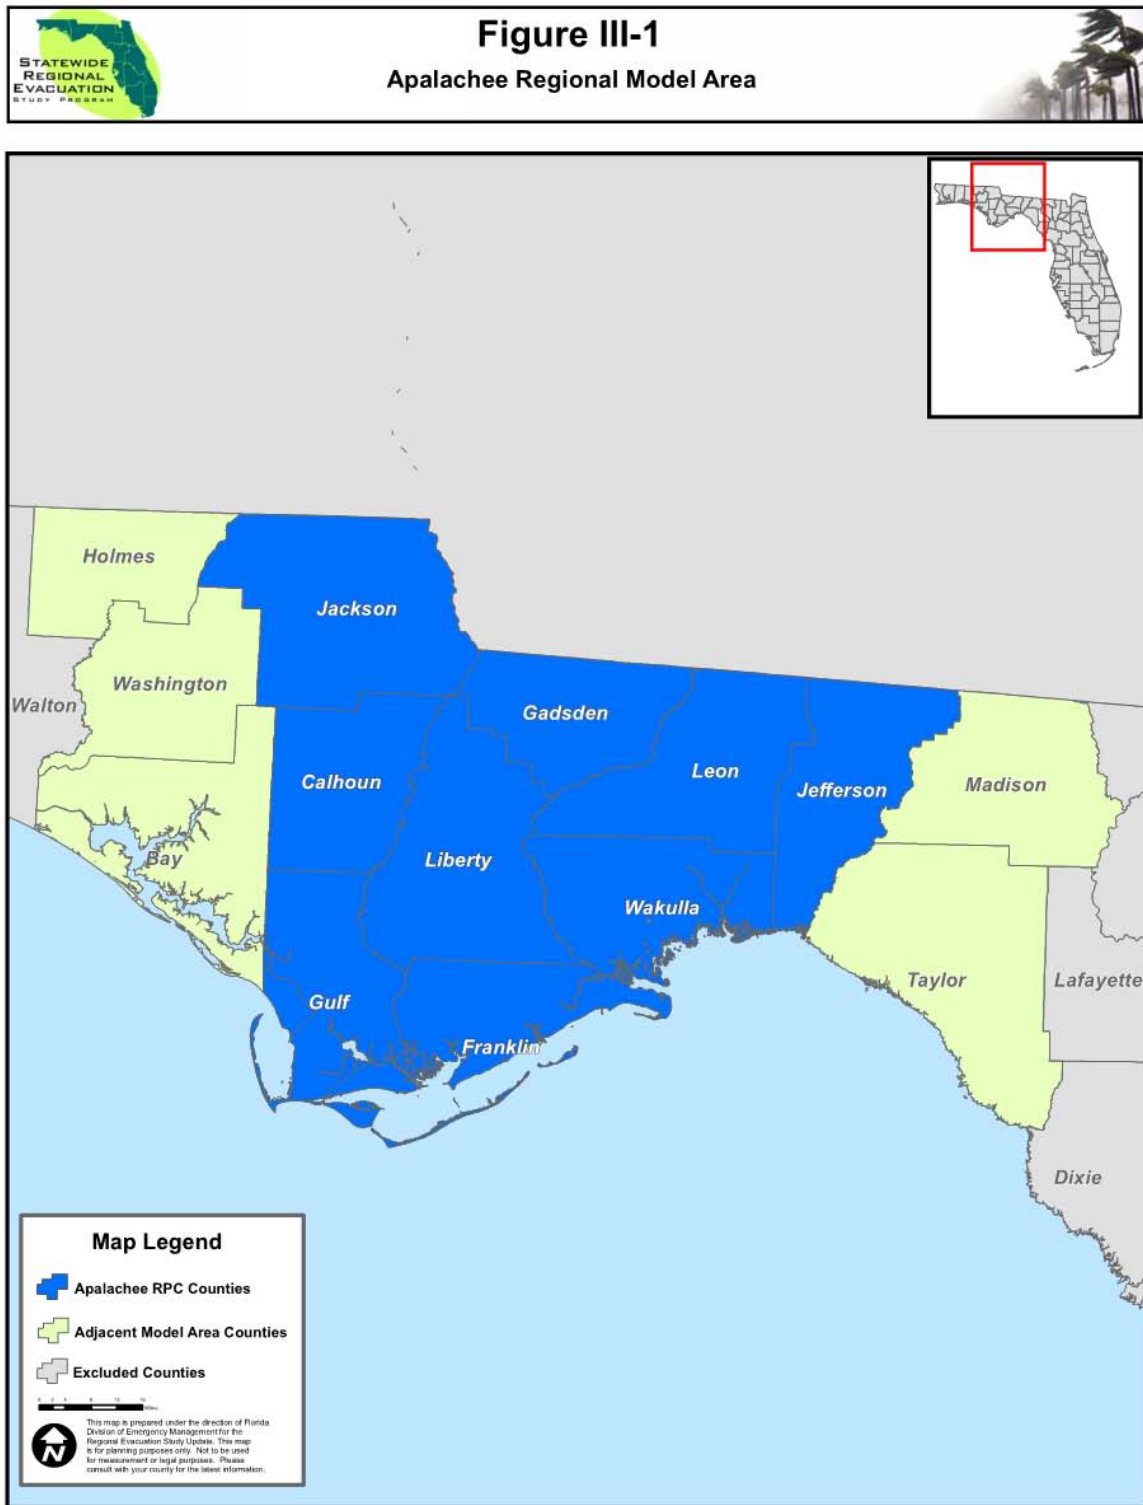 Figure III-1
Apalachee Regional Model Area
STATEWIDE
REGIONAL
EVACUATION
STUDY PROGRAM
Holmes
Jackson
Washington
Walton
Gadsden
Leon
Calhoun
Jefferson
Madison
Bay
Liberty
Wakulla
Taylor
Lafayette
Gulf
Franklin
Dixie
Map Legend
Apalachee RPC Counties
Adjacent Model Area Counties
Excluded Counties
Miles
N
This map is prepared under the direction of Florida
Division of Emergency Management for the
Regional Evacuation Study Update. This map
is for planning purposes only. Not to be used
for measurement or legal purposes. Please
consult with your county for the latest information.